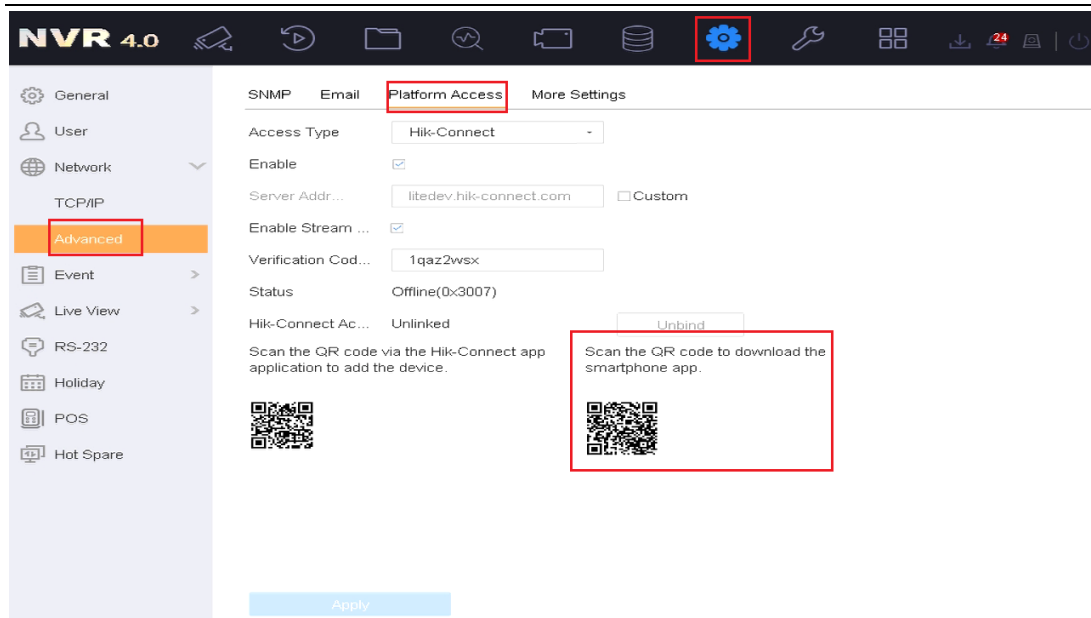 NVR 4.0
24
General
User
Network
TCP/IP
Advanced
Event
Live View
RS-232
Holiday
POS
Hot Spare
SNMP Email Platform Access More Settings
Access Type Hik-Connect
Enable
Server Addr... litedev.hik-connect.com Custom
Enable Stream ...
Verification Cod... 1qaz2wsx
Status Offline(0x3007)
Hik-Connect Ac... Unlinked Unbind
Scan the QR code via the Hik-Connect app
application to add the device.
Scan the QR code to download the
smartphone app.
Apply